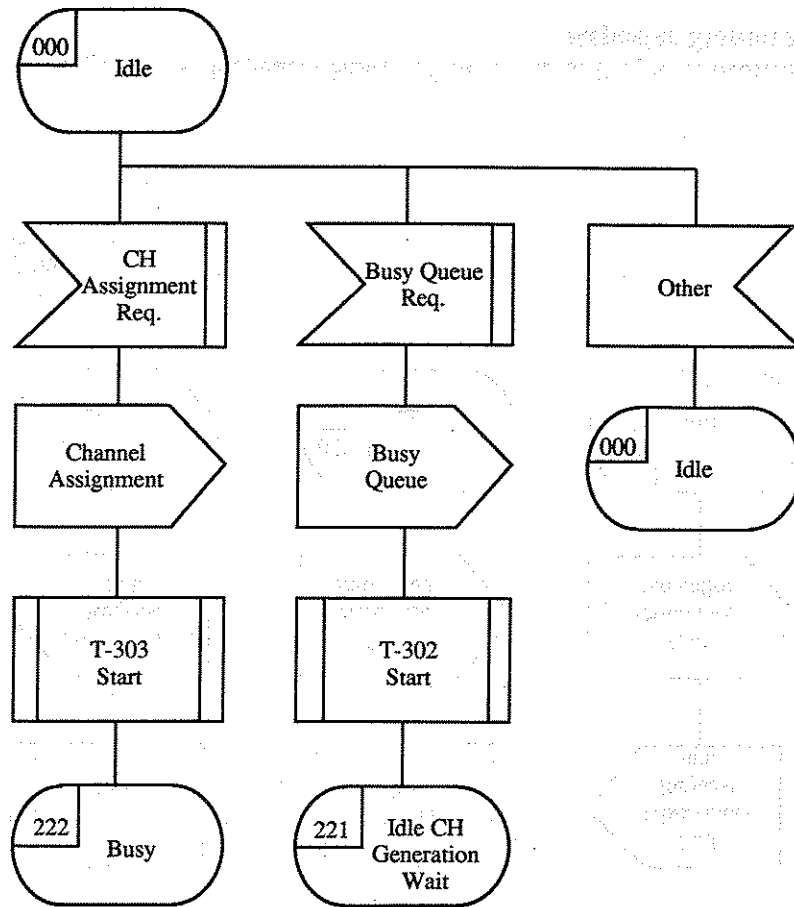 000
Idle
CH
Assignment
Req.
Busy Queue
Req.
Other
Channel
Assignment
Busy
Queue
000
Idle
T-303
Start
T-302
Start
222
Busy
221
Idle CH
Generation
Wait